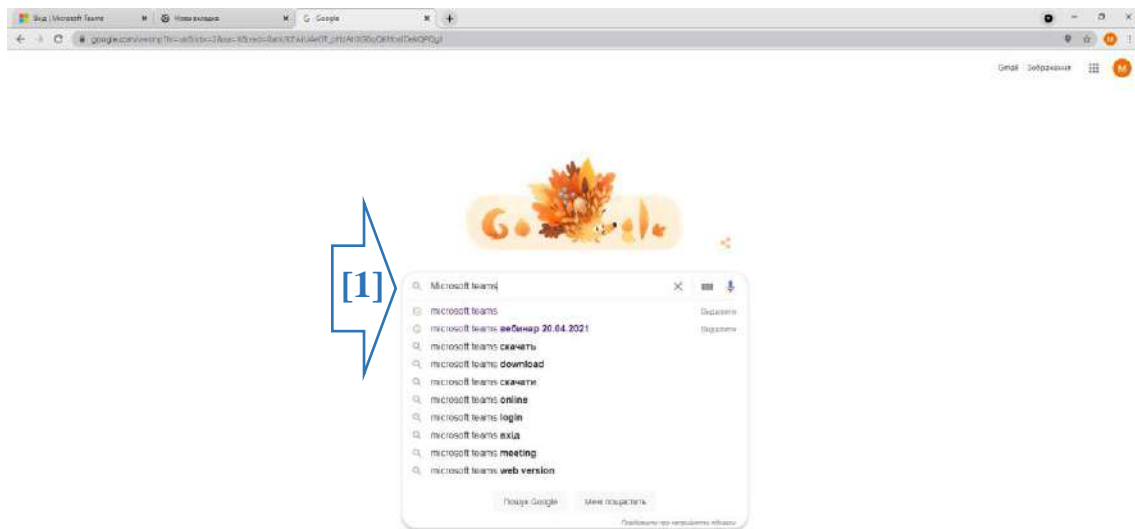 Вхід | Microsoft Teams
Нова вкладка
Google
Gmail Зображення
M
Google
[1]
Microsoft teams
microsoft teams Видалити
microsoft teams вебинар 20.04.2021 Видалити
microsoft teams скачать
microsoft teams download
microsoft teams скачати
microsoft teams online
microsoft teams login
microsoft teams вхід
microsoft teams meeting
microsoft teams web version
Пошук Google Мені пощастить